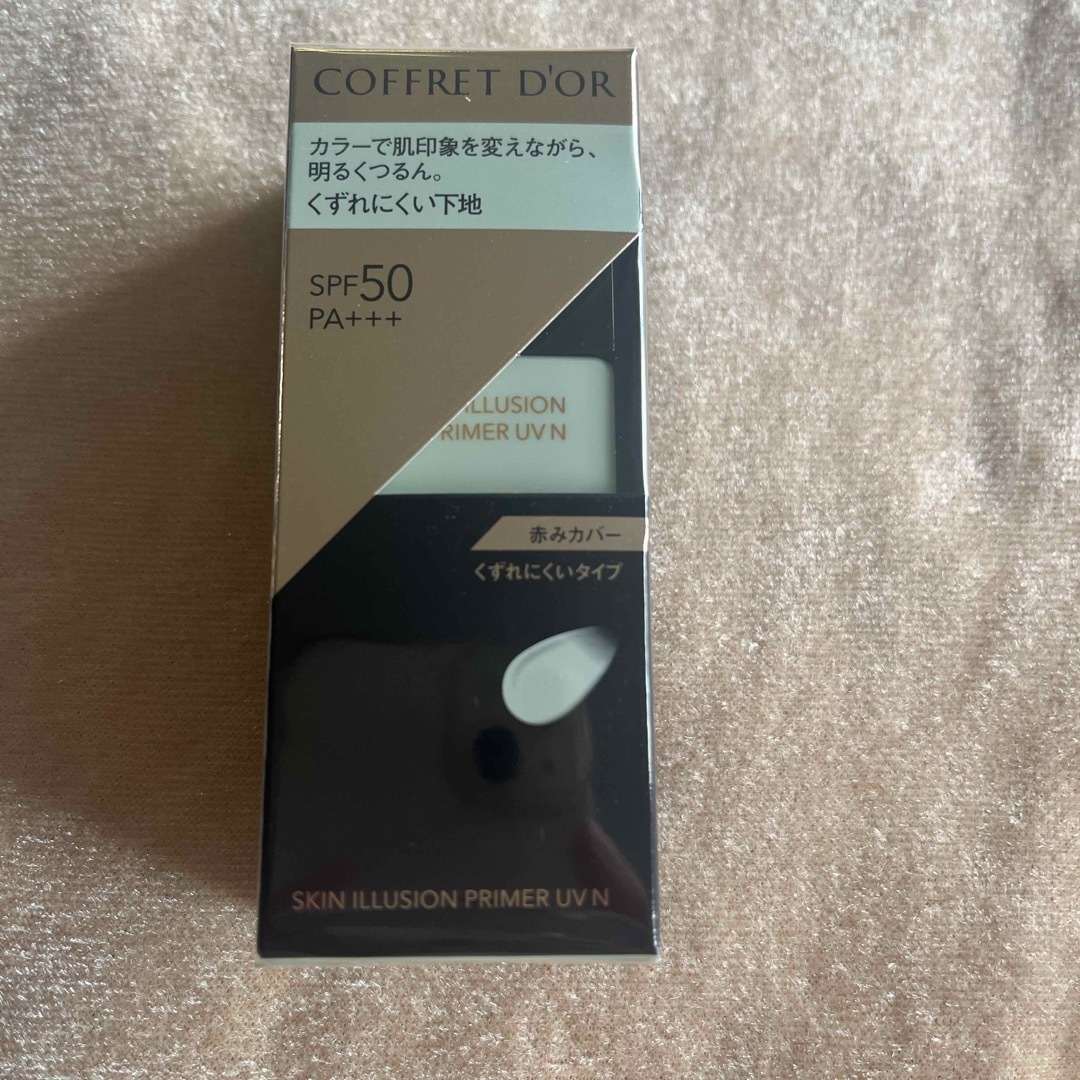 COFFRET D'OR
カラーで肌印象を変えながら、
明るくつるん。
くずれにくい下地
SPF50
PA+++
ILLUSION
PRIMER UV N
赤みカバー
くずれにくいタイプ
SKIN ILLUSION PRIMER UV N